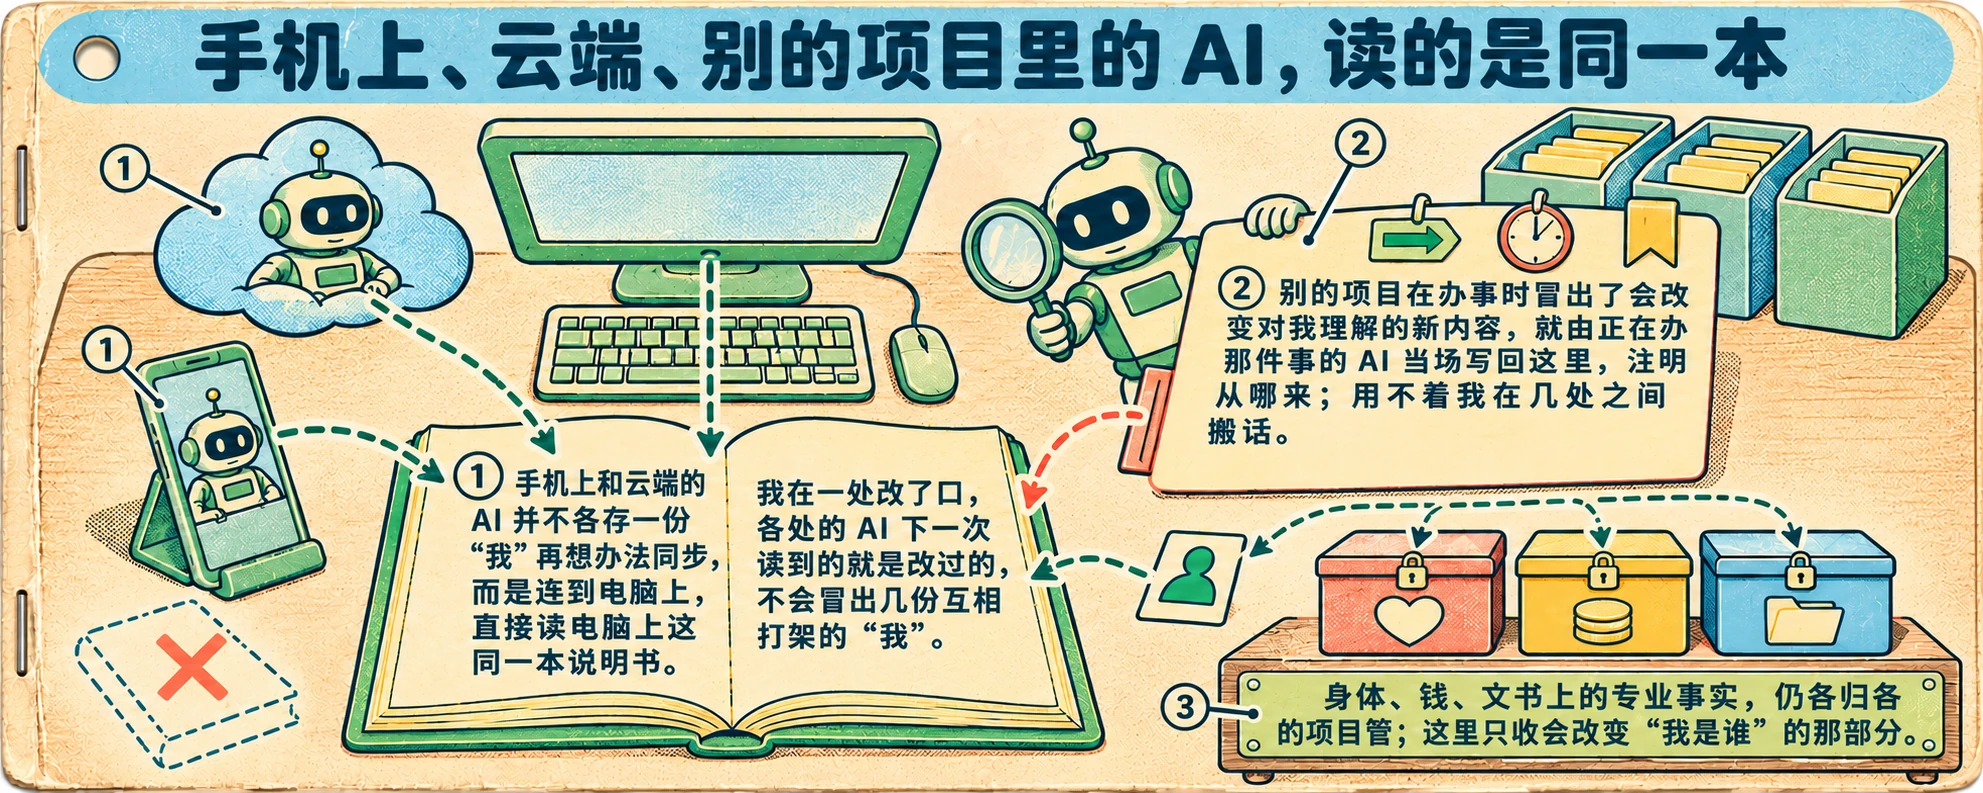 手机上、云端、别的项目里的 AI，读的是同一本
①
①
① 手机上和云端的
AI 并不各存一份
“我”再想办法同步，
而是连到电脑上，
直接读电脑上这
同一本说明书。
我在一处改了口，
各处的 AI 下一次
读到的就是改过的，
不会冒出几份互相
打架的“我”。
②
② 别的项目在办事时冒出了会改
变对我理解的新内容，就由正在办
那件事的 AI 当场写回这里，注明
从哪来；用不着我在几处之间
搬话。
③
身体、钱、文书上的专业事实，仍各归各
的项目管；这里只收会改变“我是谁”的那部分。